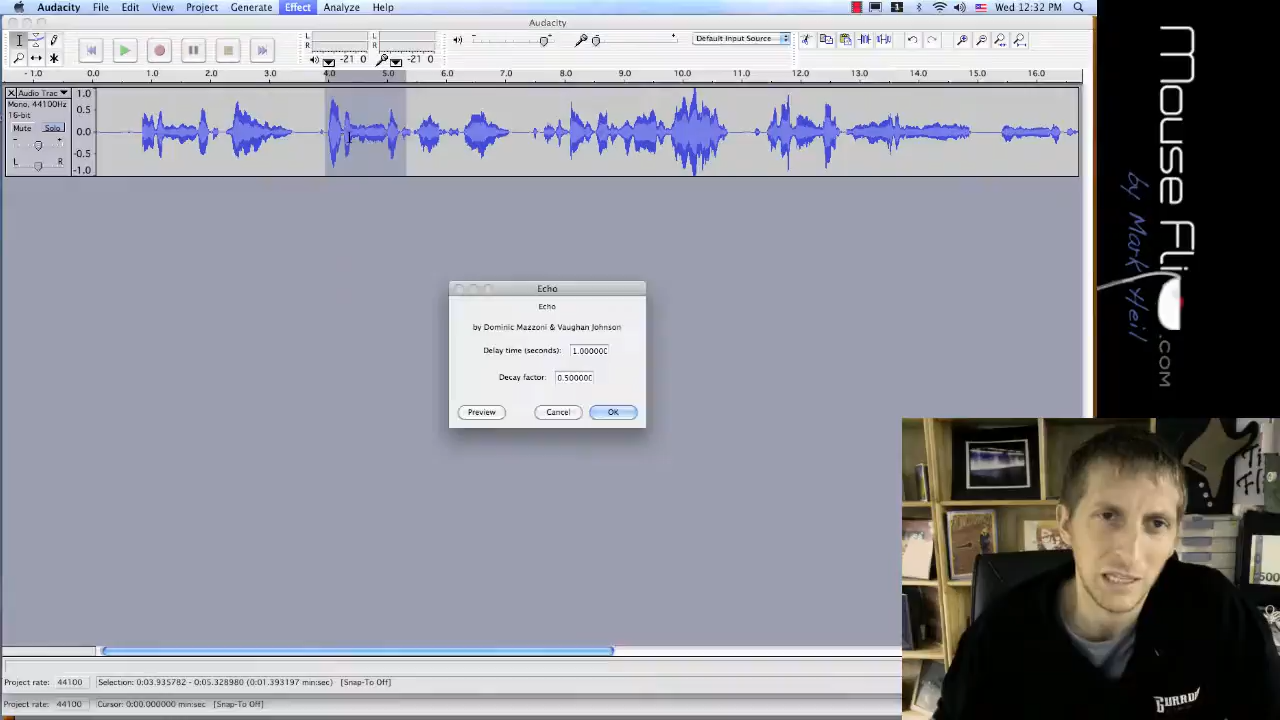 Audacity File Edit View Project Generate Effect Analyze Help
1
Wed 12:32 PM
Audacity
L
R
L
R
Default Input Source
-21 0
-21 0
- 1.0 0.0 1.0 2.0 3.0 4.0 5.0 6.0 7.0 8.0 9.0 10.0 11.0 12.0 13.0 14.0 15.0 16.0
Audio Trac
Mono, 44100Hz
16-bit
Mute Solo
- +
L R
1.0
0.5
0.0
-0.5
-1.0
Echo
Echo
by Dominic Mazzoni & Vaughan Johnson
Delay time (seconds): 1.000000
Decay factor: 0.500000
Preview Cancel OK
Project rate: 44100 Selection: 0:03.935782 - 0:05.328980 (0:01.393197 min:sec) [Snap-To Off]
Project rate: 44100 Cursor: 0:00.000000 min:sec [Snap-To Off]
Mouse Fli
.COM
by Mark Heil